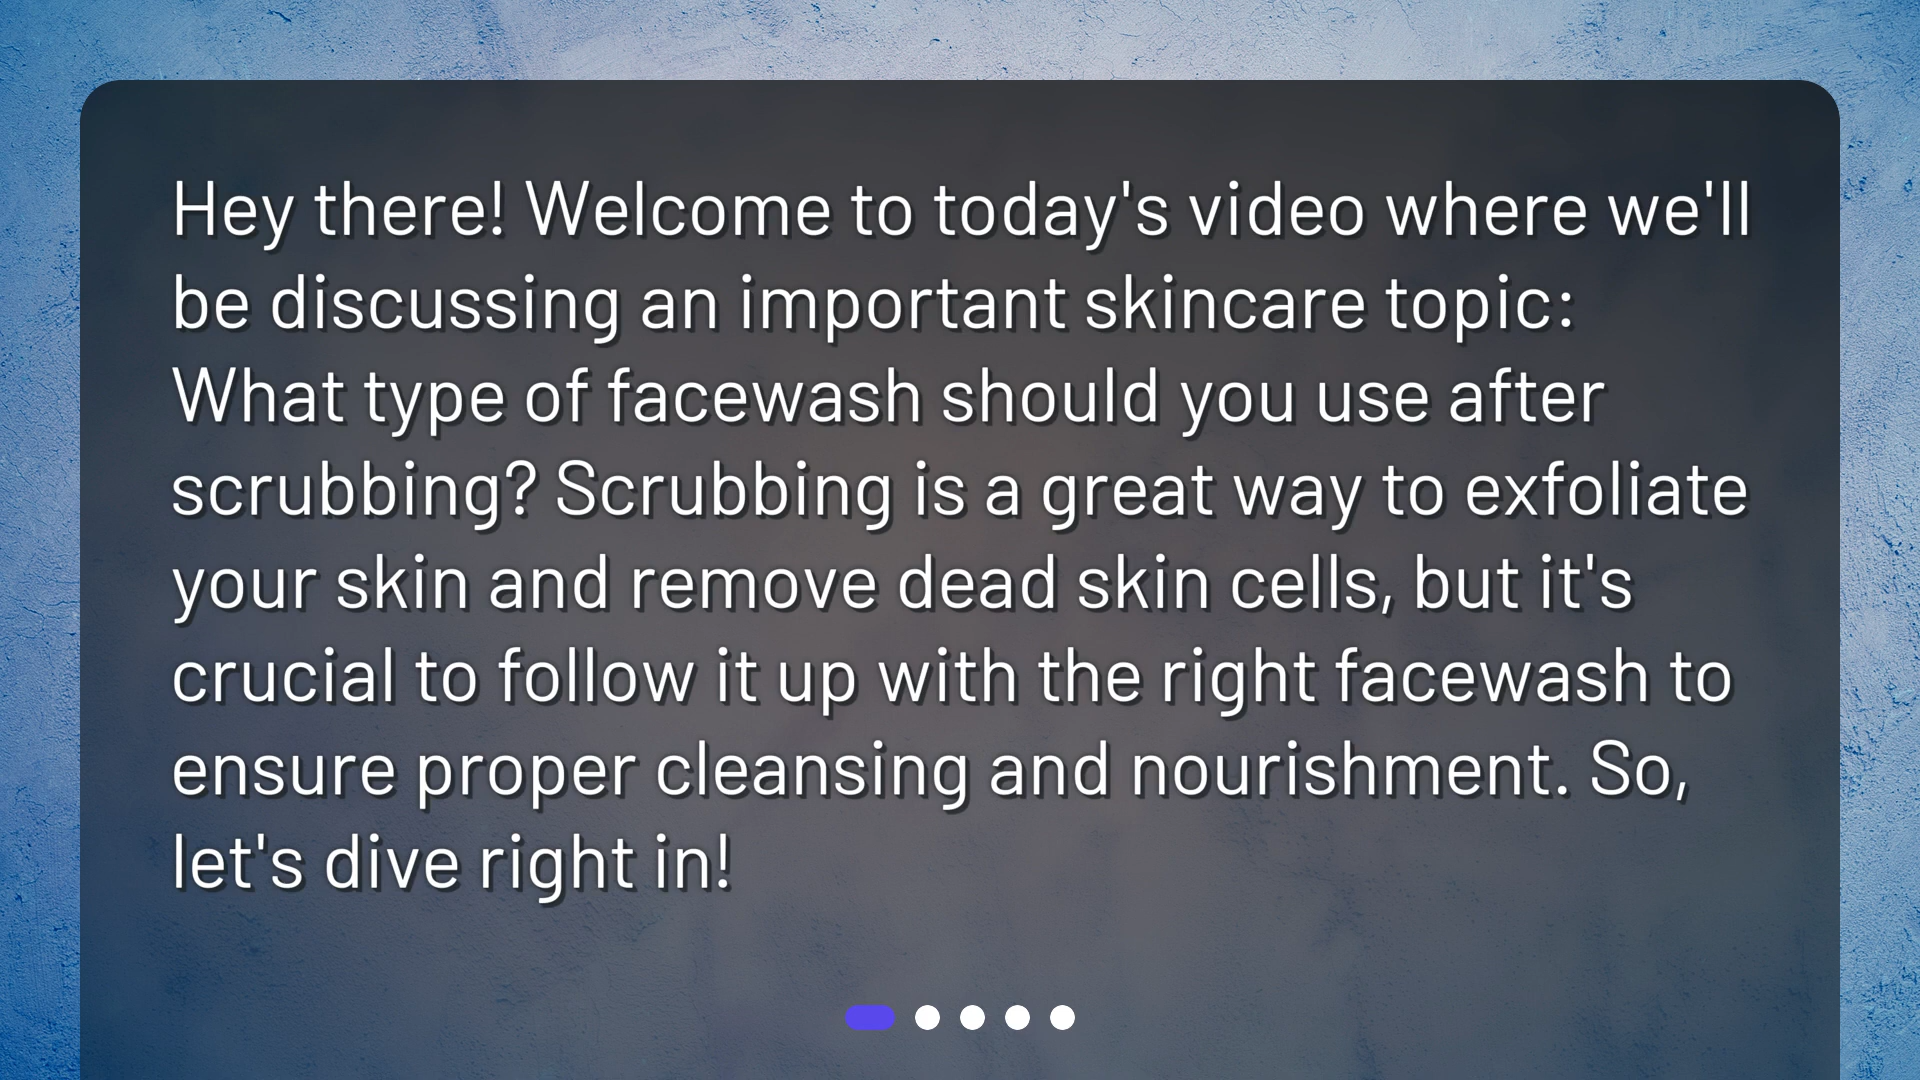 Hey there! Welcome to today's video where we'll
be discussing an important skincare topic:
What type of facewash should you use after
scrubbing? Scrubbing is a great way to exfoliate
your skin and remove dead skin cells, but it's
crucial to follow it up with the right facewash to
ensure proper cleansing and nourishment. So,
let's dive right in!